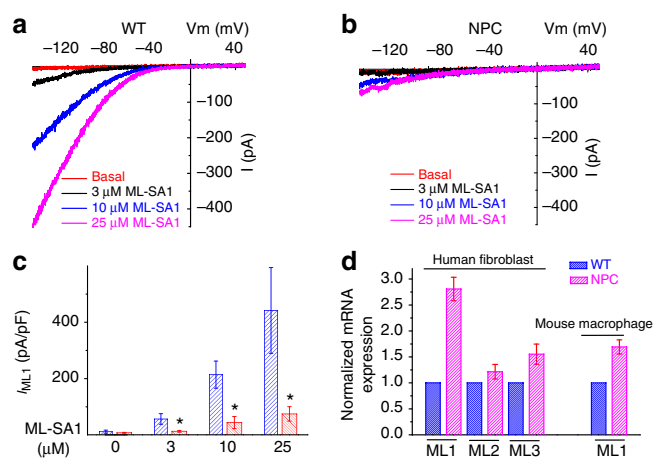 a
WT
Vm (mV)
−120 −80 −40 40
−100
−200
−300
−400
I (pA)
Basal
3 μM ML-SA1
10 μM ML-SA1
25 μM ML-SA1
b
NPC
Vm (mV)
−120 −80 −40 0 40
−100
−200
−300
−400
I (pA)
Basal
3 μM ML-SA1
10 μM ML-SA1
25 μM ML-SA1
c
IML1 (pA/pF)
400
200
* * *
ML-SA1
(μM)
0 3 10 25
d
Human fibroblast
WT
NPC
Mouse macrophage
Normalized mRNA
expression
3.0
2.5
2.0
1.5
1.0
0.5
0.0
ML1 ML2 ML3 ML1